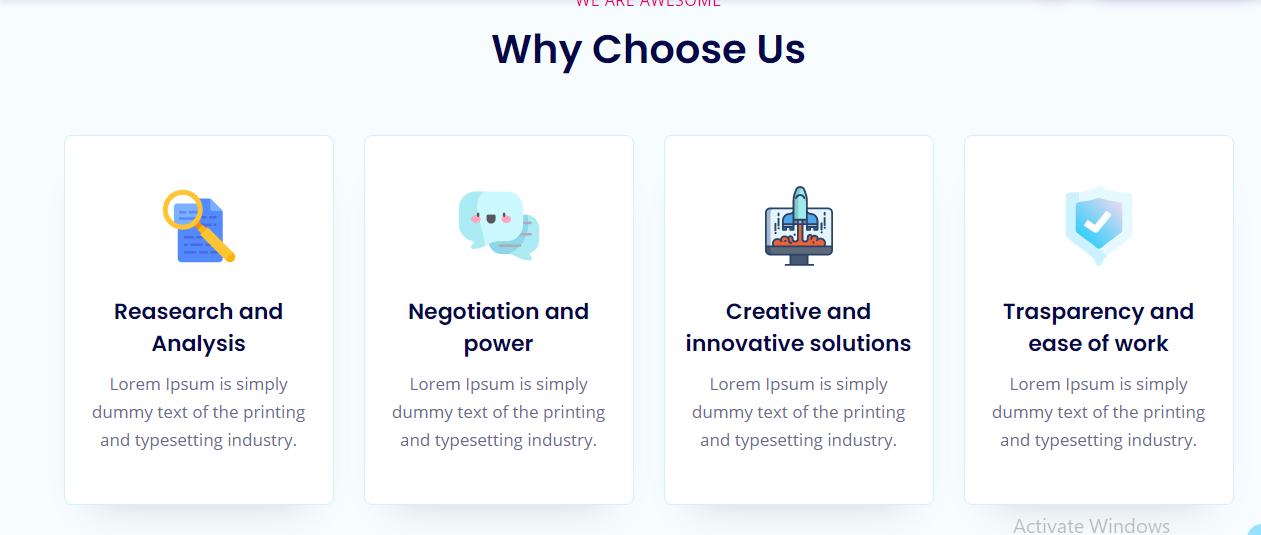 WE ARE AWESOME
Why Choose Us
Reasearch and
Analysis
Lorem Ipsum is simply
dummy text of the printing
and typesetting industry.
Negotiation and
power
Lorem Ipsum is simply
dummy text of the printing
and typesetting industry.
Creative and
innovative solutions
Lorem Ipsum is simply
dummy text of the printing
and typesetting industry.
Trasparency and
ease of work
Lorem Ipsum is simply
dummy text of the printing
and typesetting industry.
Activate Windows